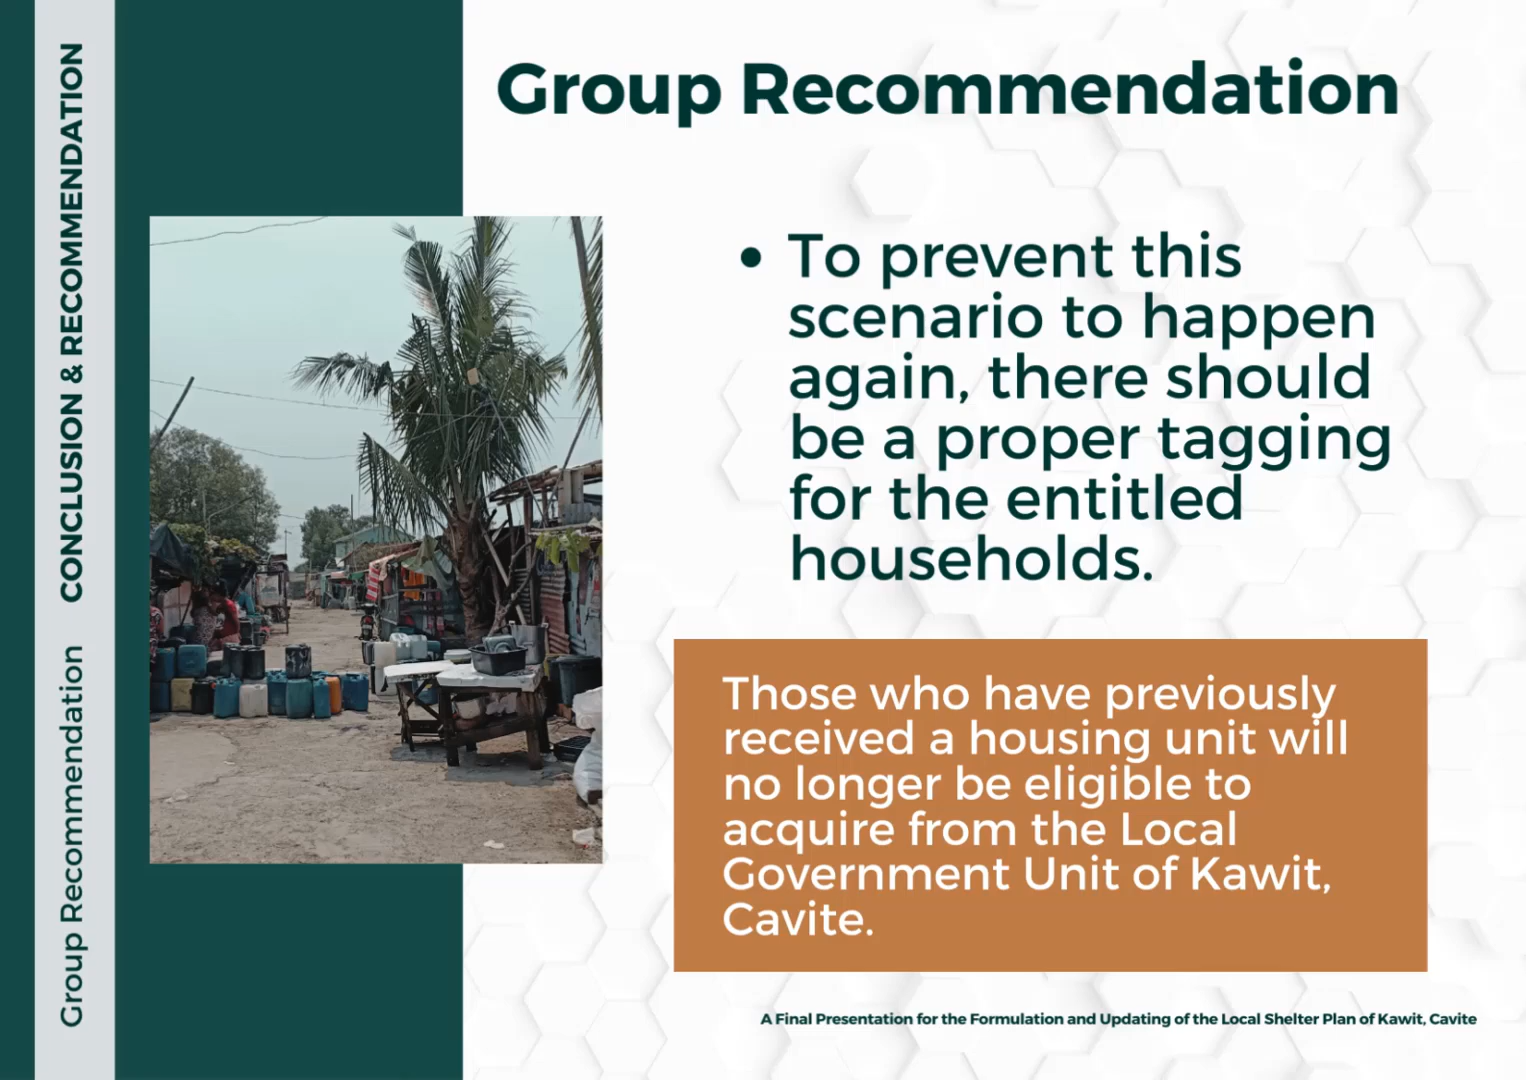 Group Recommendation CONCLUSION & RECOMMENDATION
Group Recommendation
• To prevent this
scenario to happen
again, there should
be a proper tagging
for the entitled
households.
Those who have previously
received a housing unit will
no longer be eligible to
acquire from the Local
Government Unit of Kawit,
Cavite.
A Final Presentation for the Formulation and Updating of the Local Shelter Plan of Kawit, Cavite